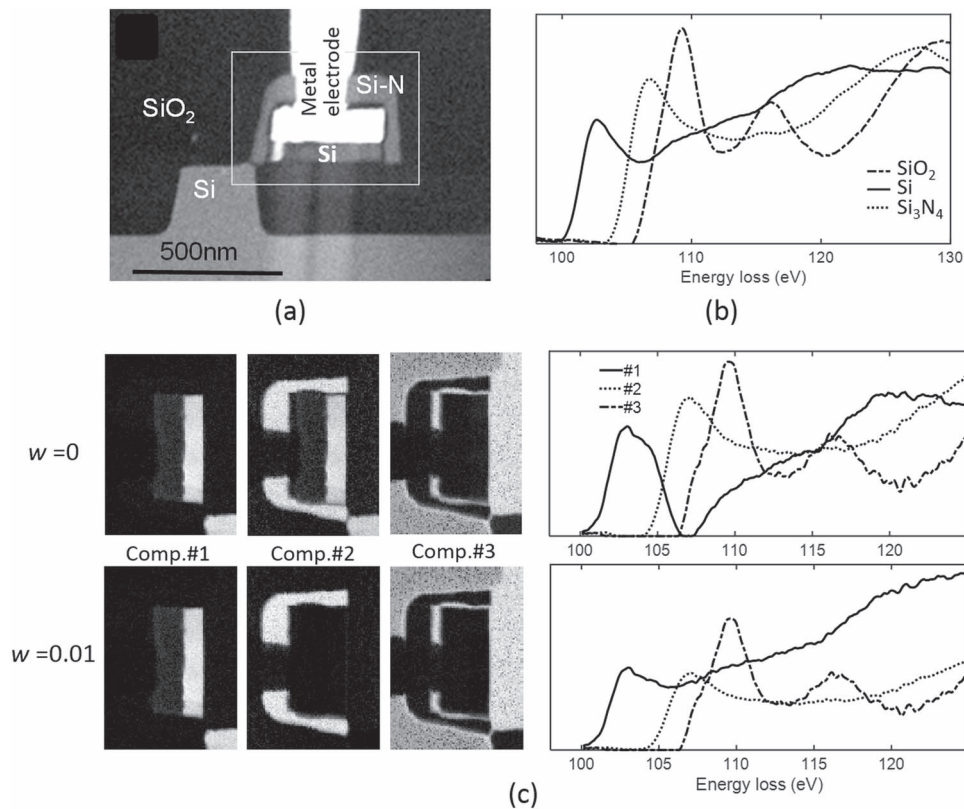 Metal
electrode
Si-N
SiO2
Si
Si
500nm
(a)
SiO2
Si
Si3N4
100 110 120 130
Energy loss (eV)
(b)
w =0
#1
#2
#3
100 105 110 115 120
Comp.#1 Comp.#2 Comp.#3
w =0.01
100 105 110 115 120
Energy loss (eV)
(c)